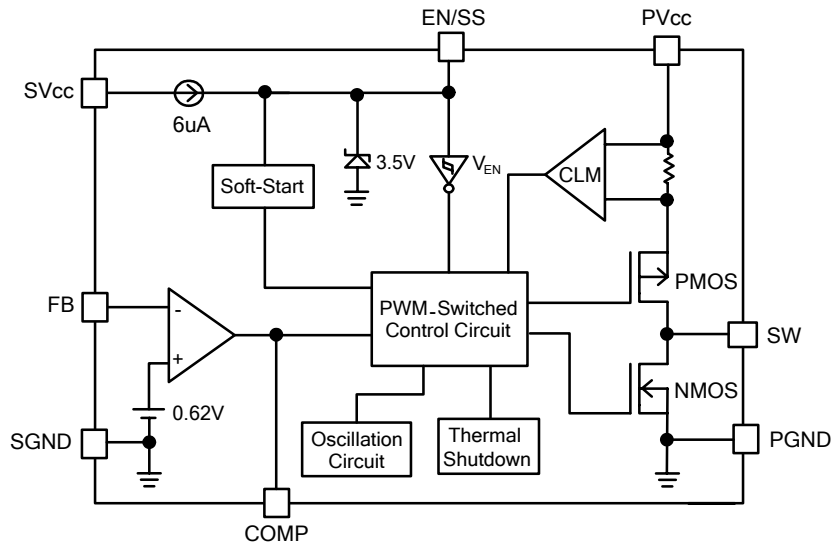 EN/SS
PVcc
SVcc
6uA
3.5V
VEN
CLM
Soft-Start
PMOS
FB
-
PWM-Switched
Control Circuit
SW
+
NMOS
0.62V
SGND
Oscillation
Circuit
Thermal
Shutdown
PGND
COMP